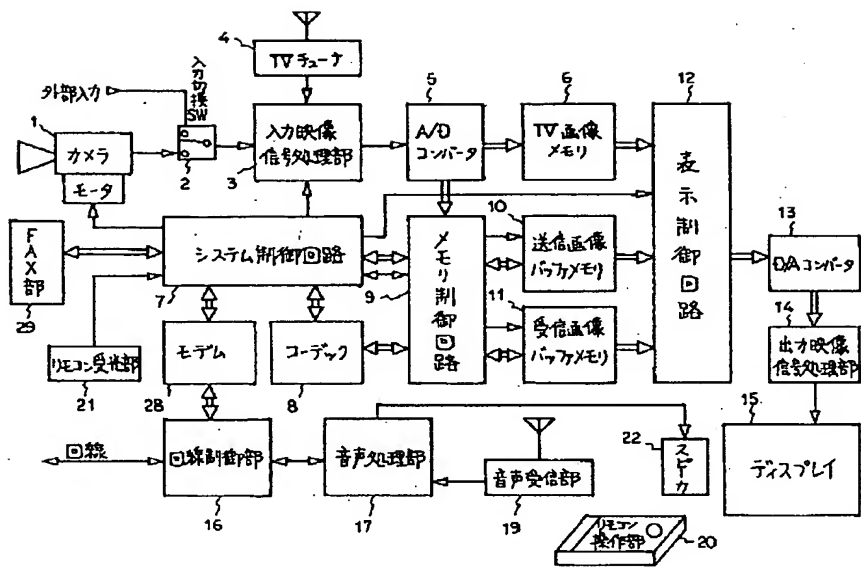 4
TVチューナ
外部入力
入力切換
SW
1
カメラ
モータ
2
入力映像
信号処理部
3
5
A/D
コンバータ
6
TV画像
メモリ
12
表示制御回路
FAX部
29
システム制御回路
7
メモリ制御回路
9
10
送信画像
バッファメモリ
11
受信画像
バッファメモリ
13
D/Aコンバータ
14
出力映像
信号処理部
リモコン受光部
21
モデム
28
コーデック
8
15
ディスプレイ
回線
回線制御部
16
音声処理部
17
音声受信部
19
22
スピーカ
リモコン
操作部
20